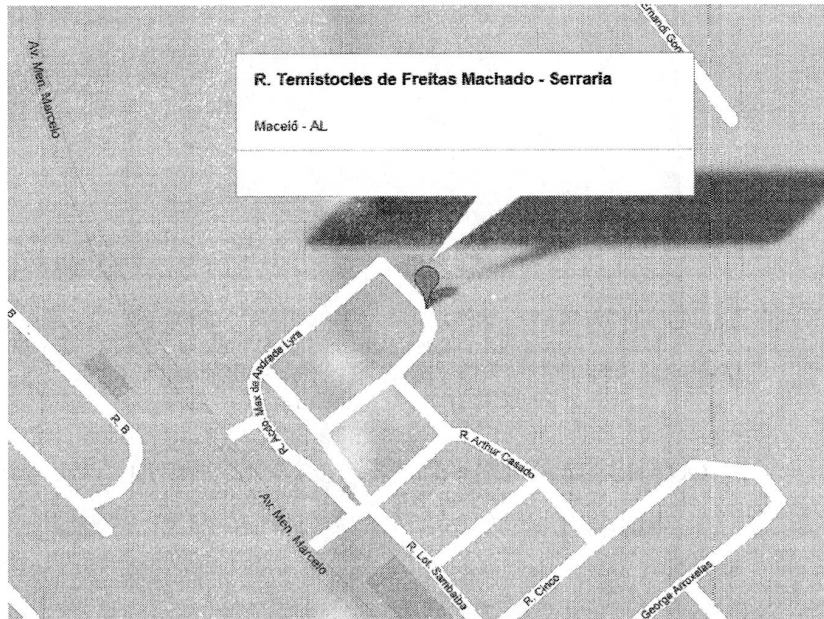 Av. Men. Marcelo
R. Temistocles de Freitas Machado - Serraria
Maceió - AL
B
R. B
R. Acdo. Max de Andrade Lyra
R. Arthur Casado
Av. Men. Marcelo
R. Lot. Sambaiba
R. Cinco
George Arroxelas